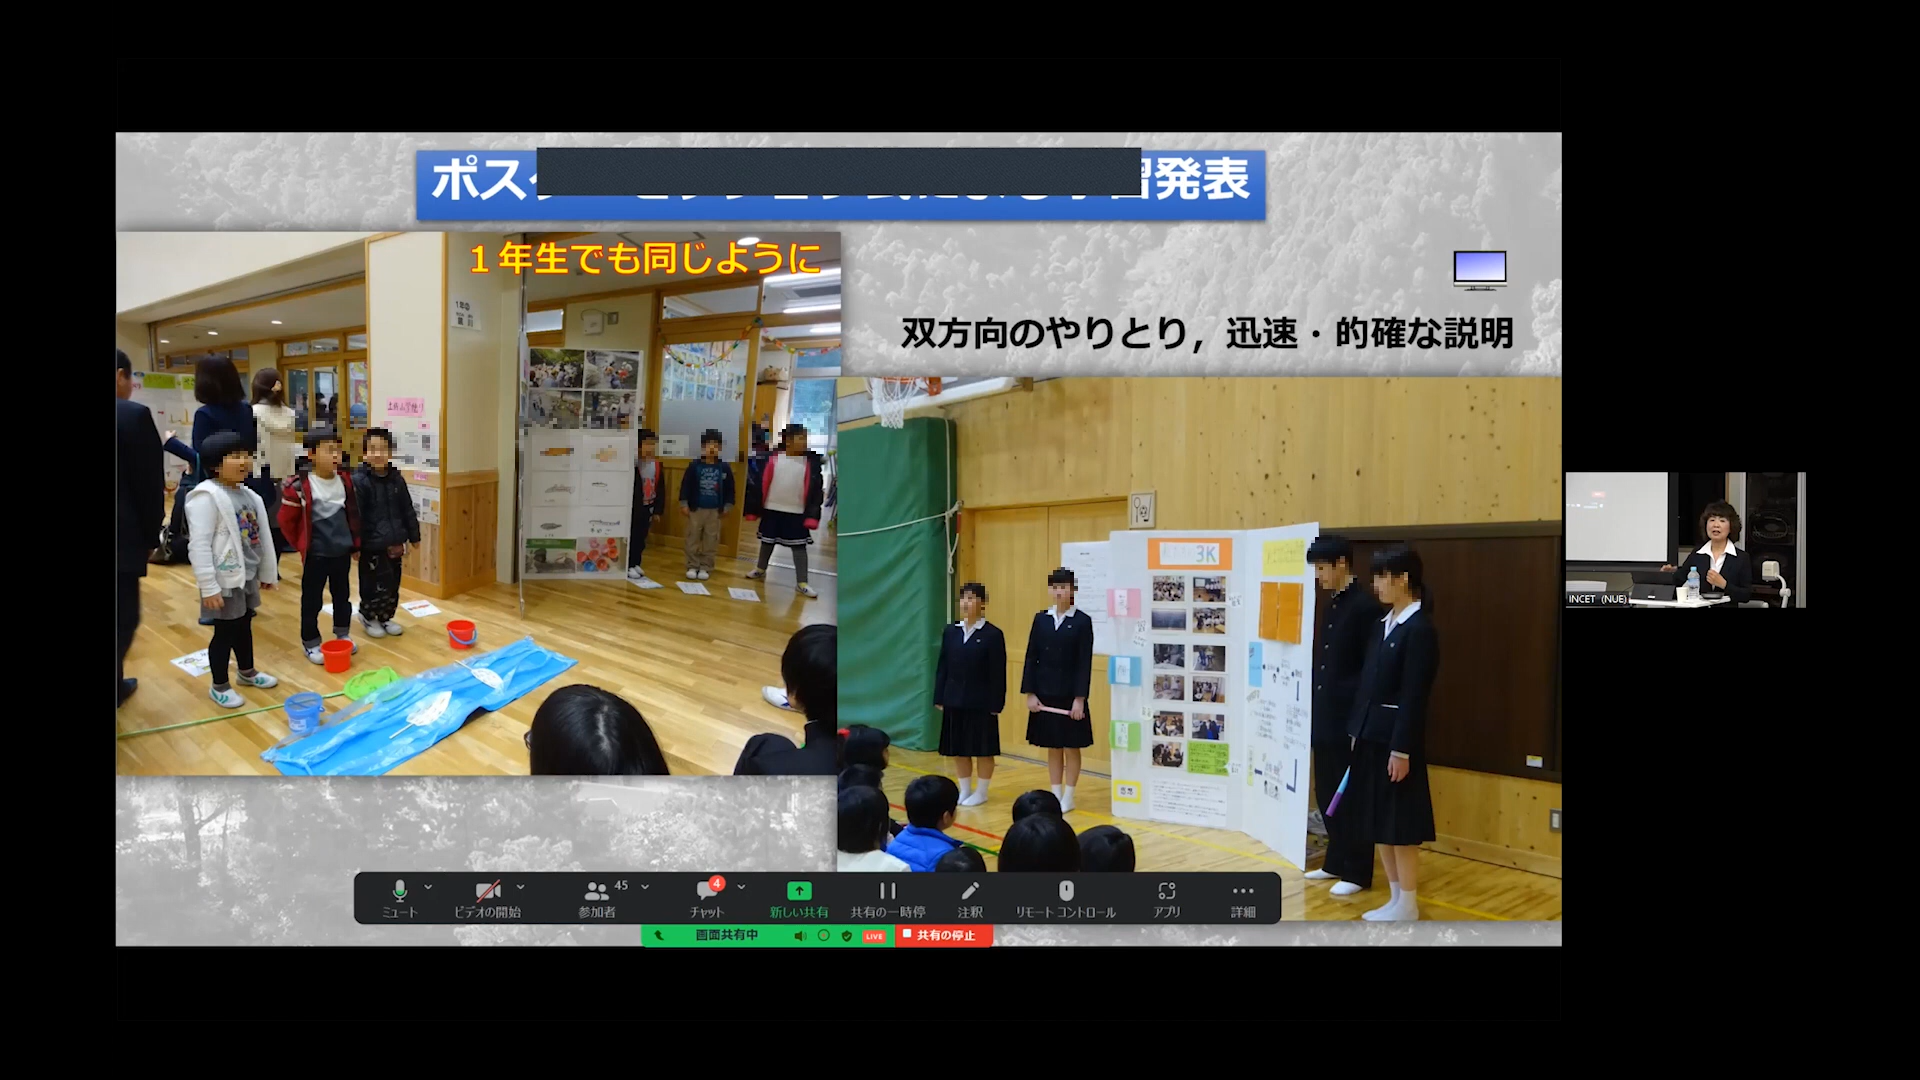 ポス
習発表
１年生でも同じように
双方向のやりとり，迅速・的確な説明
3K
INCET (NUE)
ミュート
ビデオの開始
45
参加者
4
チャット
新しい共有
共有の一時停
注釈
リモート コントロール
アプリ
詳細
画面共有中
LIVE
共有の停止